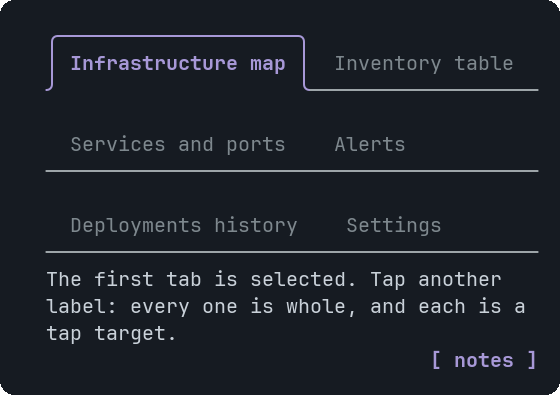 Infrastructure map Inventory table
Services and ports Alerts
Deployments history Settings
The first tab is selected. Tap another
label: every one is whole, and each is a
tap target.
[ notes ]